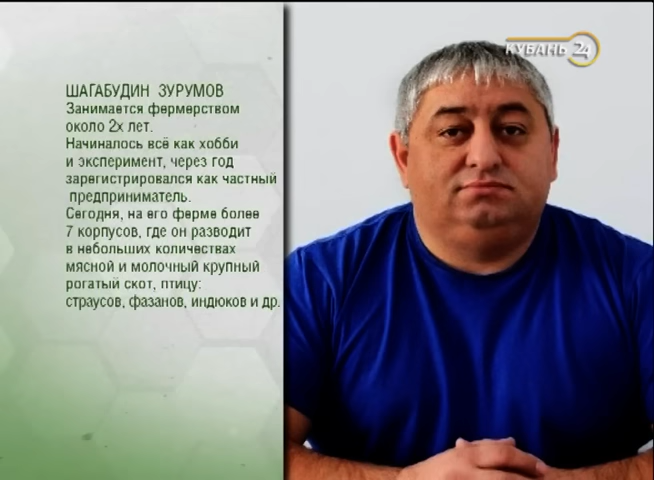 КУБАНЬ 24
ШАГАБУДИН ЗУРУМОВ
Занимается фермерством
около 2х лет.
Начиналось всё как хобби
и эксперимент, через год
зарегистрировался как частный
предприниматель.
Сегодня, на его ферме более
7 корпусов, где он разводит
в небольших количествах
мясной и молочный крупный
рогатый скот, птицу:
страусов, фазанов, индюков и др.